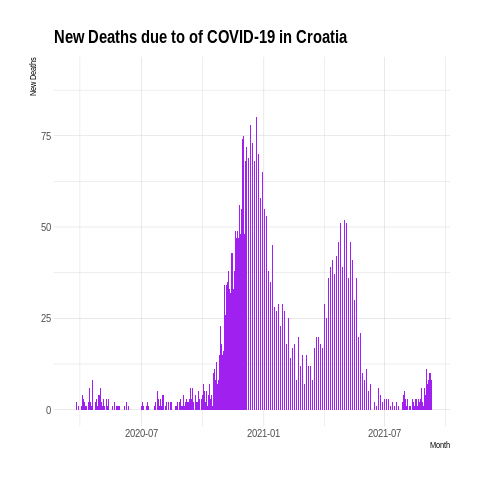 New Deaths due to of COVID-19 in Croatia
New Deaths
75
50
25
0
2020-07
2021-01
2021-07
Month